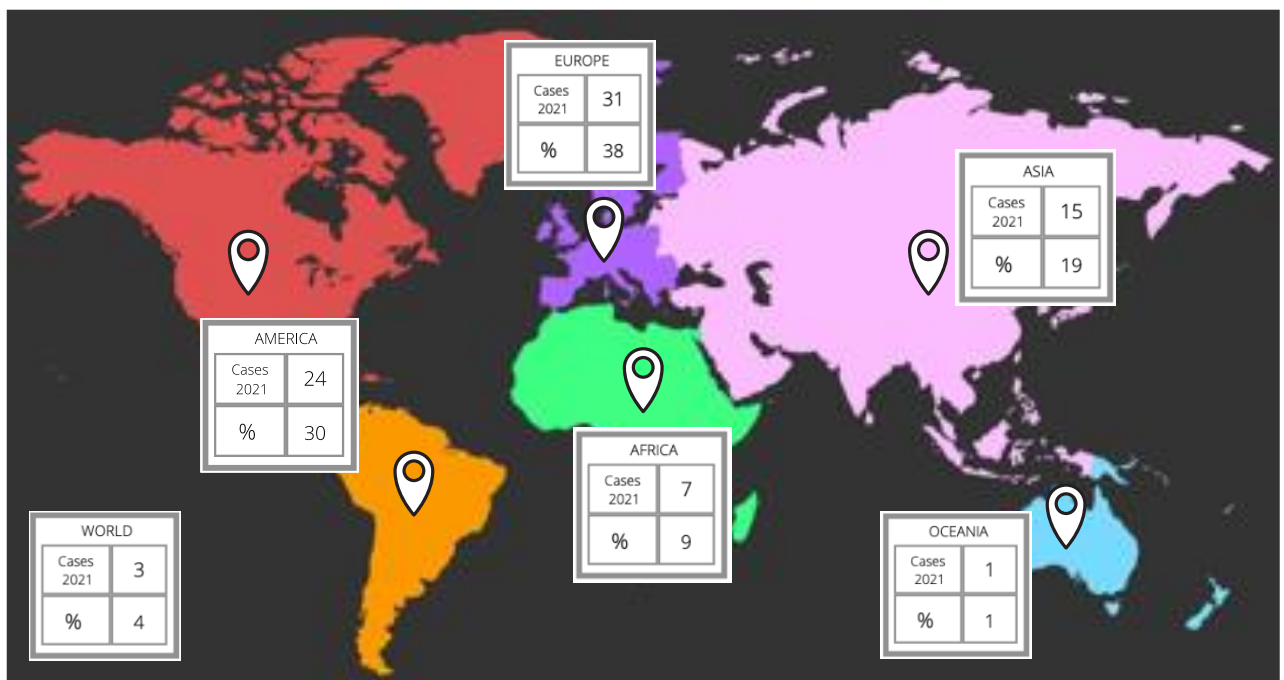 EUROPE
Cases
2021
31
%
38
ASIA
Cases
2021
15
%
19
AMERICA
Cases
2021
24
%
30
AFRICA
Cases
2021
7
%
9
WORLD
Cases
2021
3
%
4
OCEANIA
Cases
2021
1
%
1